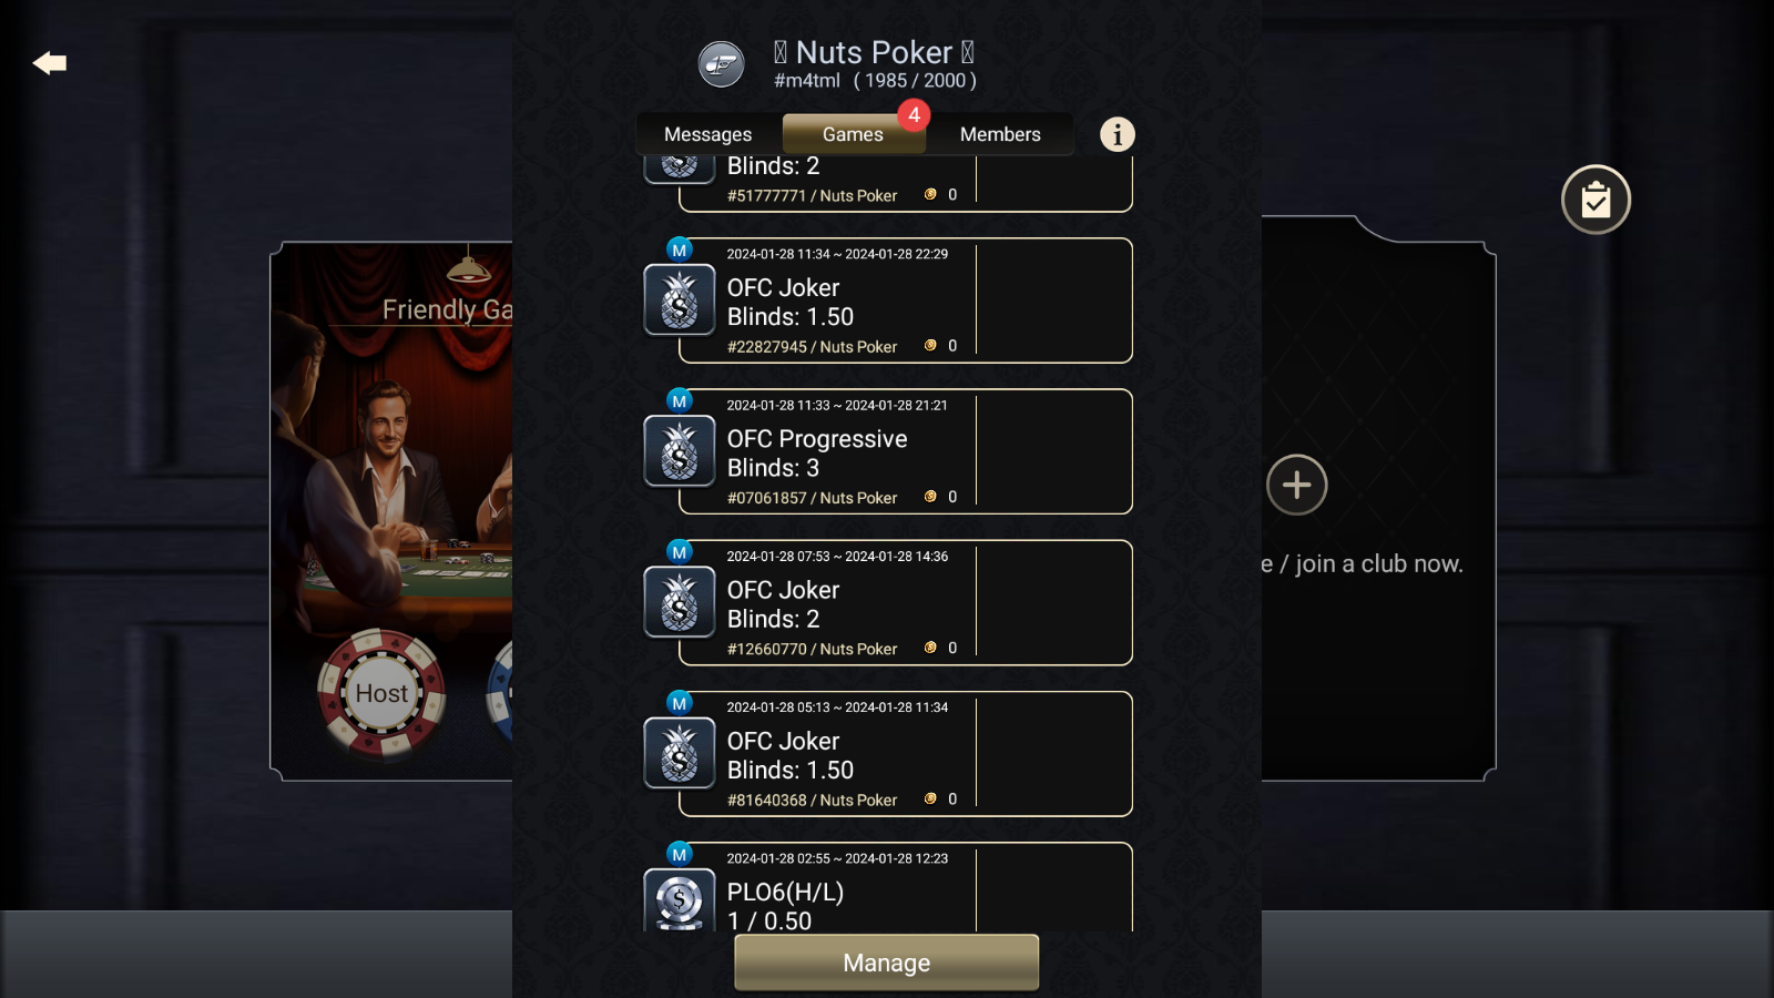 Nuts Poker
#m4tml ( 1985 / 2000 )
4
Messages Games Members
Blinds: 2
#51777771 / Nuts Poker 0
M
2024-01-28 11:34 ~ 2024-01-28 22:29
OFC Joker
Blinds: 1.50
#22827945 / Nuts Poker 0
M
2024-01-28 11:33 ~ 2024-01-28 21:21
OFC Progressive
Blinds: 3
#07061857 / Nuts Poker 0
M
2024-01-28 07:53 ~ 2024-01-28 14:36
OFC Joker
Blinds: 2
#12660770 / Nuts Poker 0
M
2024-01-28 05:13 ~ 2024-01-28 11:34
OFC Joker
Blinds: 1.50
#81640368 / Nuts Poker 0
M
2024-01-28 02:55 ~ 2024-01-28 12:23
PLO6(H/L)
1 / 0.50
Manage
Friendly Ga
Host
e / join a club now.